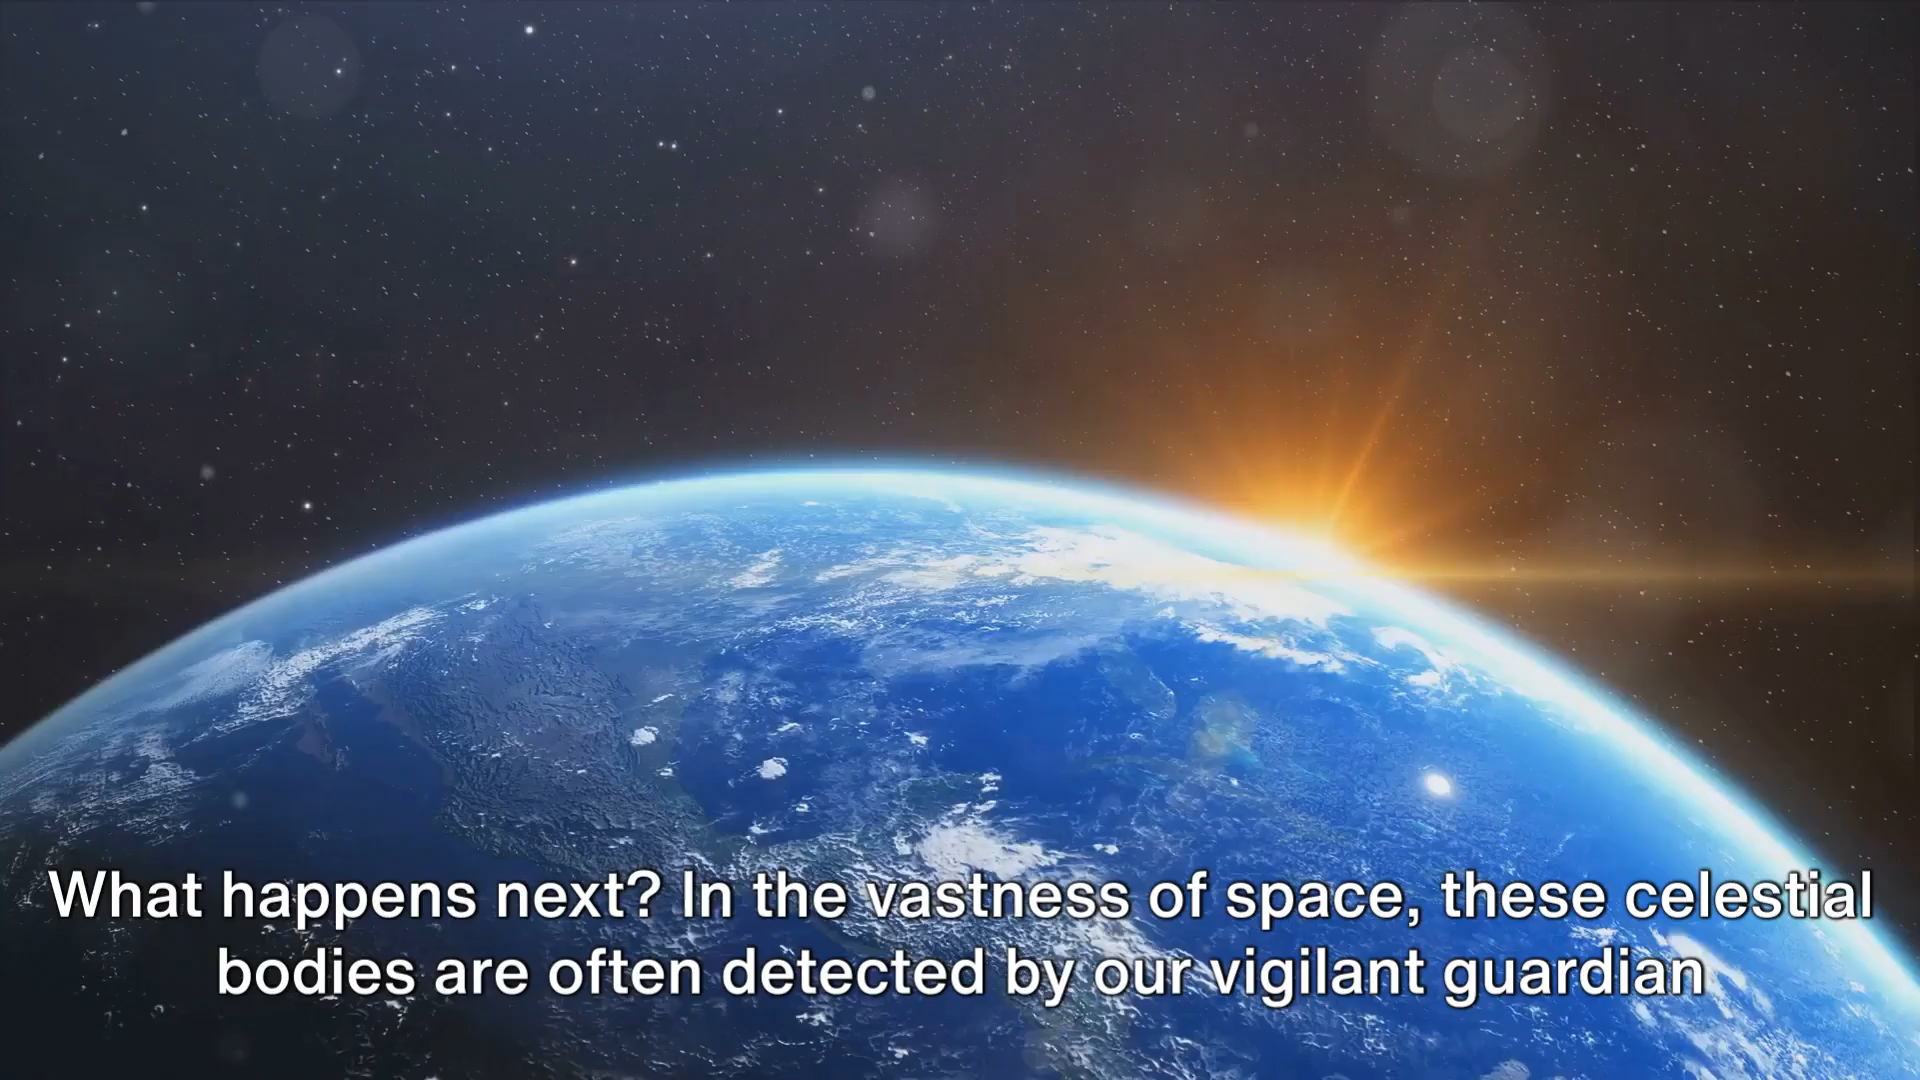 What happens next? In the vastness of space, these celestial
bodies are often detected by our vigilant guardian